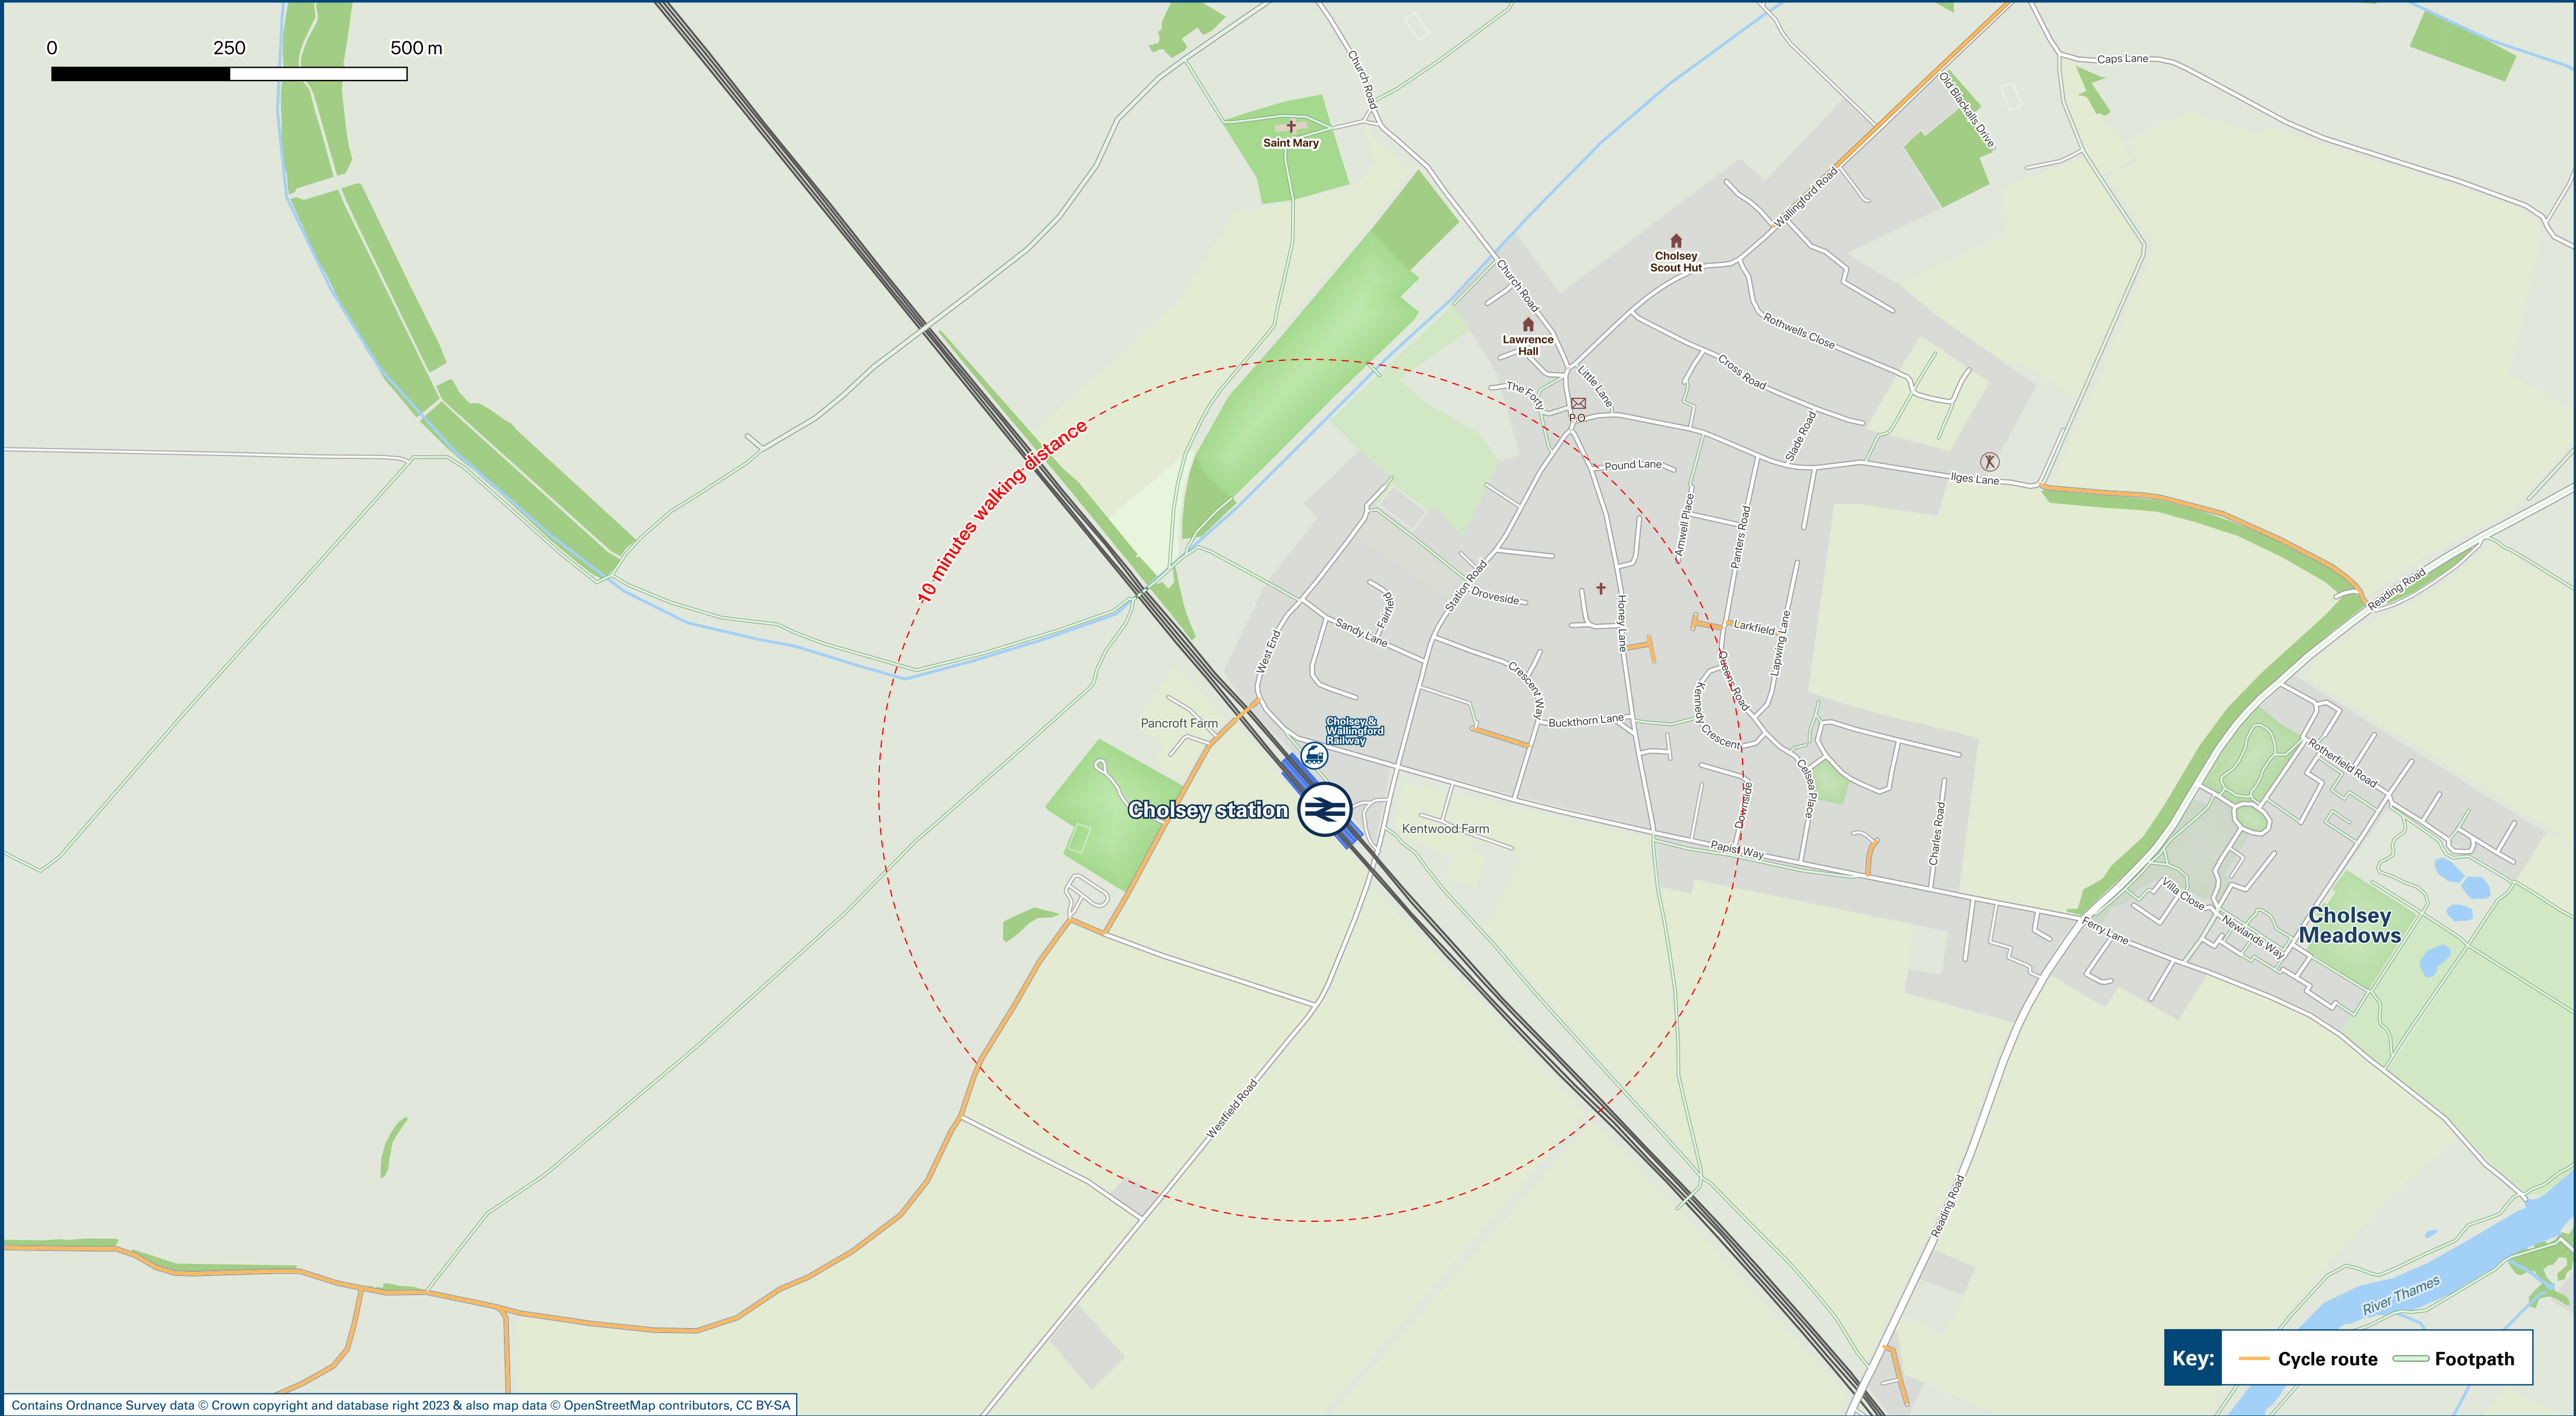 0 250 500 m
Church Road
Caps Lane
Old Blackalls Drive
Saint Mary
Wallingford Road
Cholsey
Scout Hut
Church Road
Rothwells Close
Lawrence
Hall
Cross Road
Little Lane
The Forty
P.O.
Slade Road
10 minutes walking distance
Pound Lane
Ilges Lane
Amwell Place
Panters Road
Station Road
Droveside
Reading Road
Fairfield
Honey Lane
Sandy Lane
Larkfield
Lapwing Lane
West End
Crescent Way
Queens Road
Kennedy Crescent
Pancroft Farm
Cholsey &
Wallingford
Railway
Buckthorn Lane
Rotherfield Road
Celsea Place
Cholsey station
Downside
Kentwood Farm
Charles Road
Papist Way
Villa Close
Cholsey
Meadows
Ferry Lane
Newlands Way
Westfield Road
Reading Road
River Thames
Key: Cycle route Footpath
Contains Ordnance Survey data © Crown copyright and database right 2023 & also map data © OpenStreetMap contributors, CC BY-SA